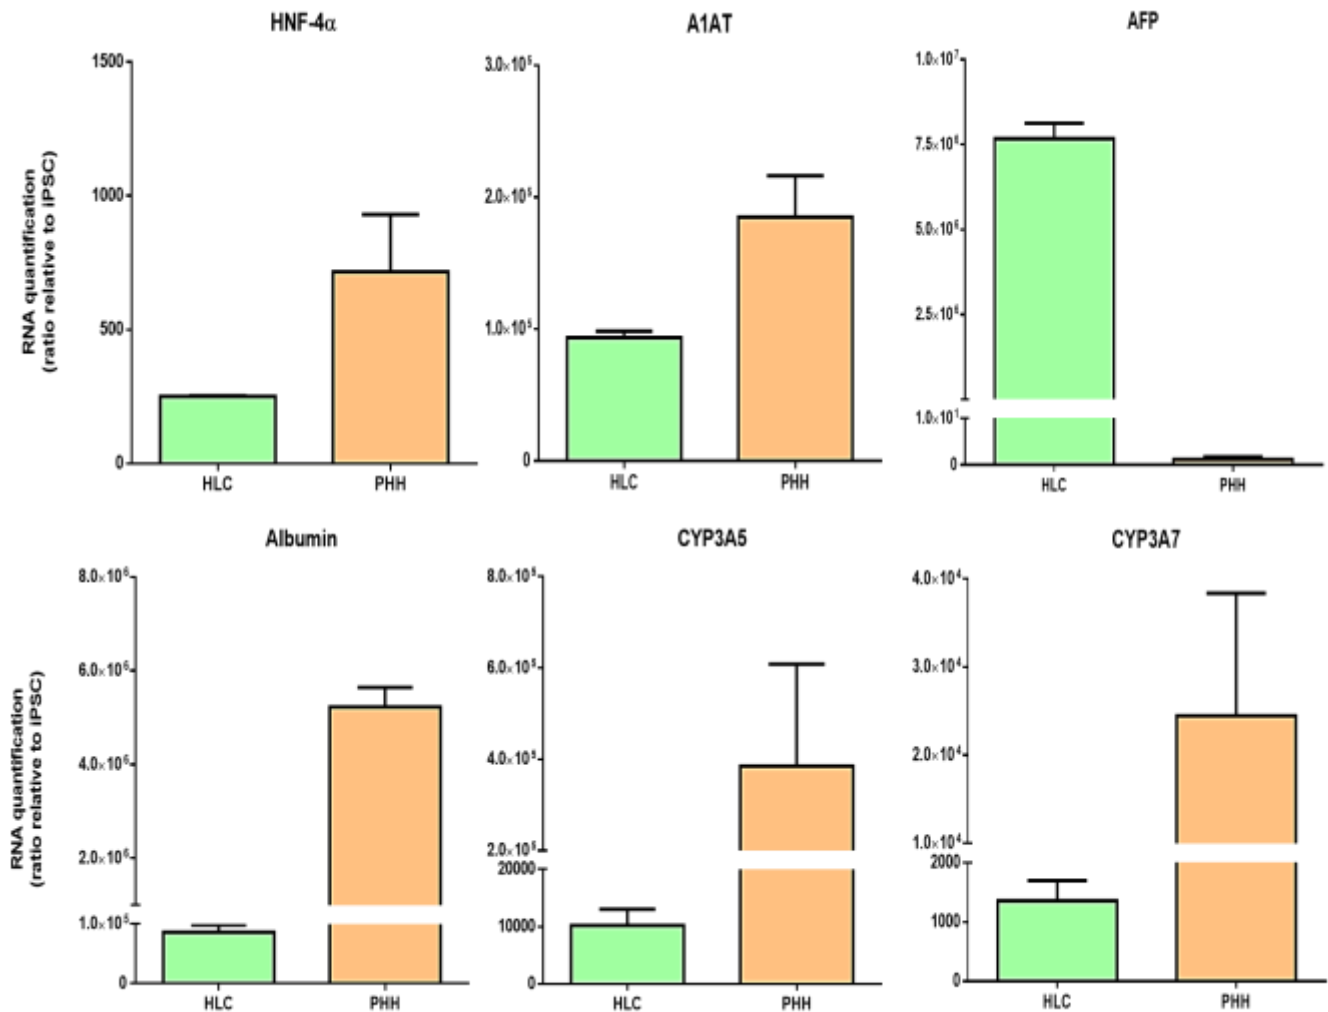 HNF-4α
A1AT
AFP
RNA quantification
(ratio relative to iPSC)
1500
1000
500
0
HLC
PHH
3.0×10⁵
2.0×10⁵
1.0×10⁵
0
HLC
PHH
1.0×10⁷
7.5×10⁶
5.0×10⁶
2.5×10⁶
1.0×10¹
0
HLC
PHH
Albumin
CYP3A5
CYP3A7
RNA quantification
(ratio relative to iPSC)
8.0×10⁶
6.0×10⁶
4.0×10⁶
2.0×10⁶
1.0×10⁵
0
HLC
PHH
8.0×10⁵
6.0×10⁵
4.0×10⁵
2.0×10⁵
20000
10000
0
HLC
PHH
4.0×10⁴
3.0×10⁴
2.0×10⁴
1.0×10⁴
2000
1000
0
HLC
PHH